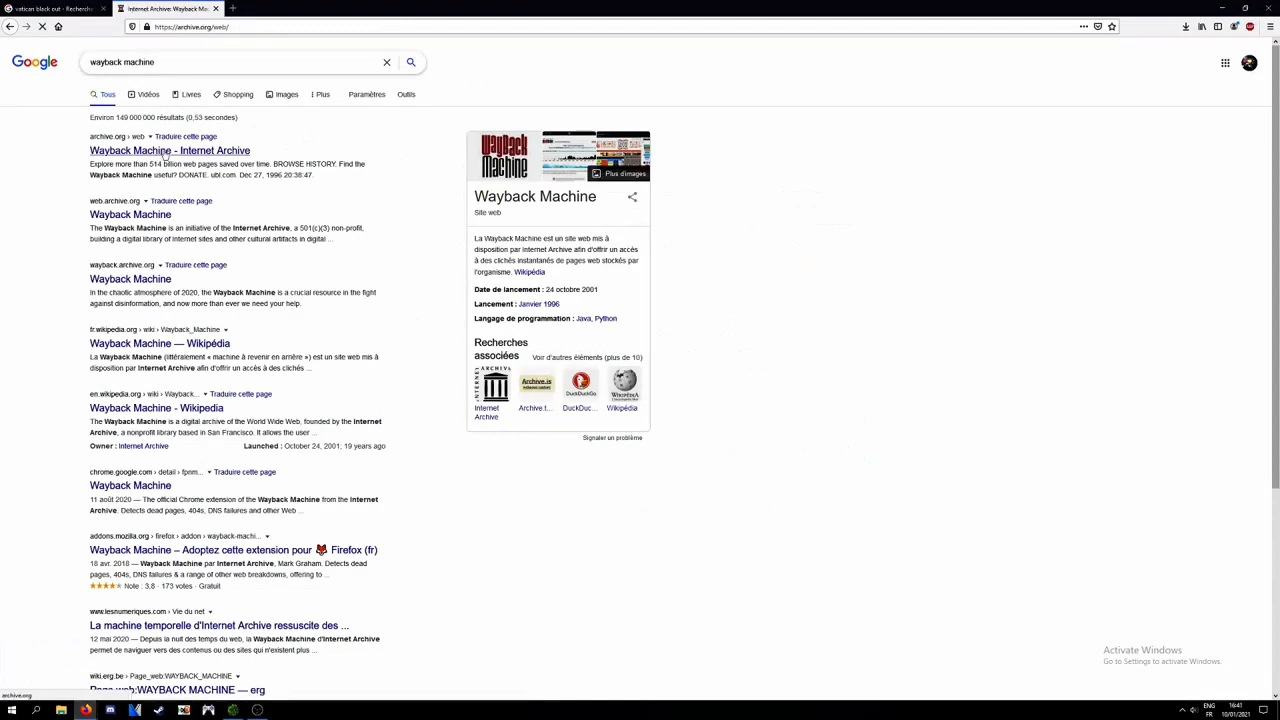 vatican black out - Recherche
Internet Archive: Wayback Ma
https://archive.org/web/
Google
wayback machine
Tous
Vidéos
Livres
Shopping
Images
Plus
Paramètres
Outils
Environ 149 000 000 résultats (0,53 secondes)
archive.org › web ▾ Traduire cette page
Wayback Machine - Internet Archive
Explore more than 514 billion web pages saved over time. BROWSE HISTORY. Find the
Wayback Machine useful? DONATE. ubl.com. Dec 27, 1996 20:38:47.
web.archive.org ▾ Traduire cette page
Wayback Machine
The Wayback Machine is an initiative of the Internet Archive, a 501(c)(3) non-profit,
building a digital library of Internet sites and other cultural artifacts in digital ...
wayback.archive.org ▾ Traduire cette page
Wayback Machine
In the chaotic atmosphere of 2020, the Wayback Machine is a crucial resource in the fight
against disinformation, and now more than ever we need your help.
fr.wikipedia.org › wiki › Wayback_Machine ▾
Wayback Machine — Wikipédia
La Wayback Machine (littéralement « machine à revenir en arrière ») est un site web mis à
disposition par Internet Archive afin d'offrir un accès à des clichés ...
en.wikipedia.org › wiki › Wayback... ▾ Traduire cette page
Wayback Machine - Wikipedia
The Wayback Machine is a digital archive of the World Wide Web, founded by the Internet
Archive, a nonprofit library based in San Francisco. It allows the user ...
Owner : Internet Archive
Launched : October 24, 2001; 19 years ago
chrome.google.com › detail › fpnm... ▾ Traduire cette page
Wayback Machine
11 août 2020 — The official Chrome extension of the Wayback Machine from the Internet
Archive. Detects dead pages, 404s, DNS failures and other Web ...
addons.mozilla.org › firefox › addon › wayback-machi... ▾
Wayback Machine – Adoptez cette extension pour 🦊 Firefox (fr)
18 avr. 2018 — Wayback Machine par Internet Archive, Mark Graham. Detects dead
pages, 404s, DNS failures & a range of other web breakdowns, offering to ...
Note : 3,8 · 173 votes · Gratuit
www.lesnumeriques.com › Vie du net ▾
La machine temporelle d'Internet Archive ressuscite des ...
12 mai 2020 — Depuis la nuit des temps du web, la Wayback Machine d'Internet Archive
permet de naviguer vers des contenus ou des sites qui n'existent plus ...
wiki.erg.be › Page_web:WAYBACK_MACHINE ▾
Page web:WAYBACK MACHINE — erg
archive.org
WAYBACK
MACHINE
Plus d'images
Wayback Machine
Site web
La Wayback Machine est un site web mis à
disposition par Internet Archive afin d'offrir un accès
à des clichés instantanés de pages web stockés par
l'organisme. Wikipédia
Date de lancement : 24 octobre 2001
Lancement : Janvier 1996
Langage de programmation : Java, Python
Recherches
associées
Voir d'autres éléments (plus de 10)
INTERNET ARCHIVE
Archive.is
DuckDuckGo
WIKIPEDIA
Internet
Archive
Archive.t...
DuckDuc...
Wikipédia
Signaler un problème
Activate Windows
Go to Settings to activate Windows.
ENG
FR
16:41
10/01/2021